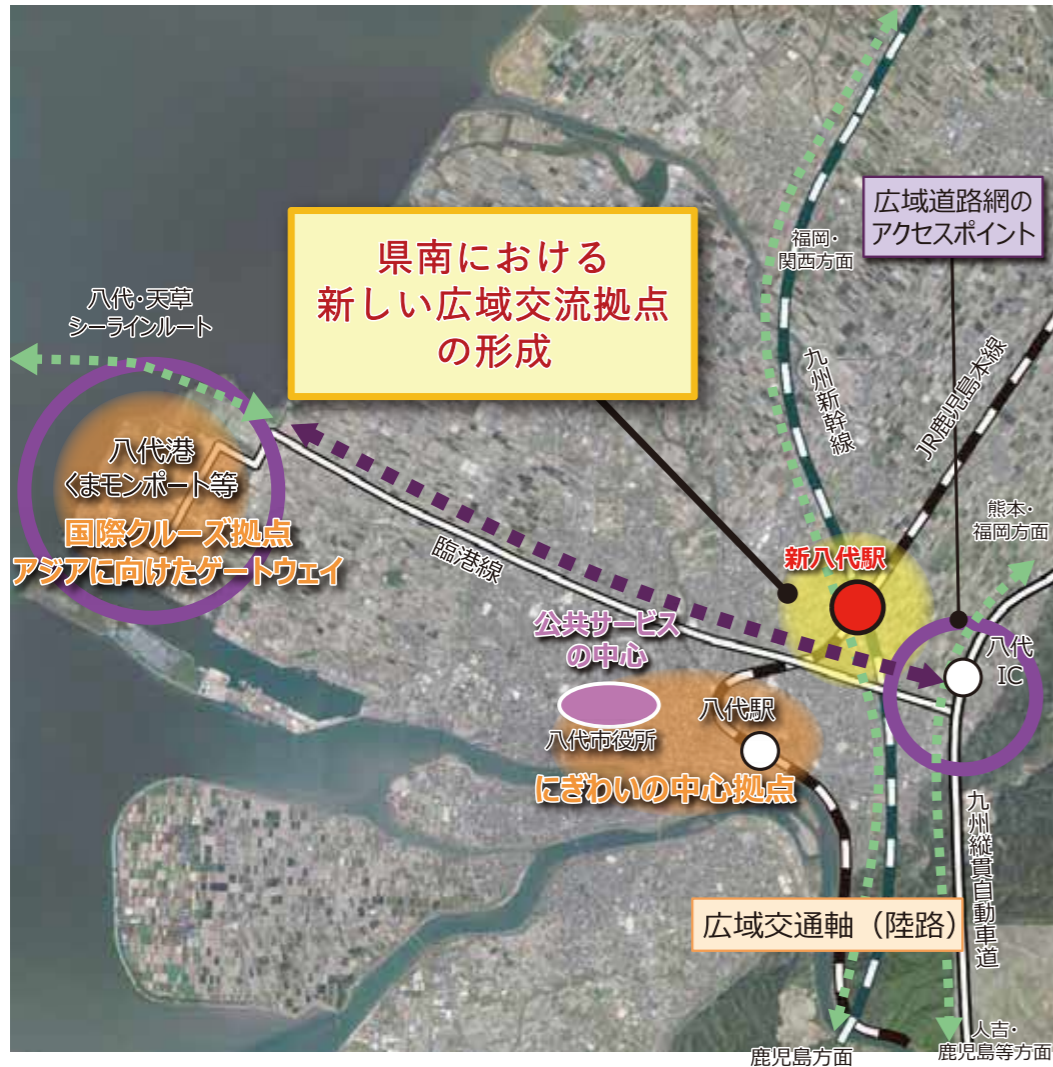 広域道路網の
アクセスポイント
福岡・
関西方面
県南における
新しい広域交流拠点
の形成
八代・天草
シーラインルート
九州新幹線
JR鹿児島本線
八代港
くまモンポート等
国際クルーズ拠点
アジアに向けたゲートウェイ
熊本・
福岡方面
臨港線
新八代駅
公共サービス
の中心
八代
IC
八代駅
八代市役所
にぎわいの中心拠点
九州縦貫自動車道
広域交通軸（陸路）
人吉・
鹿児島等方面
鹿児島方面